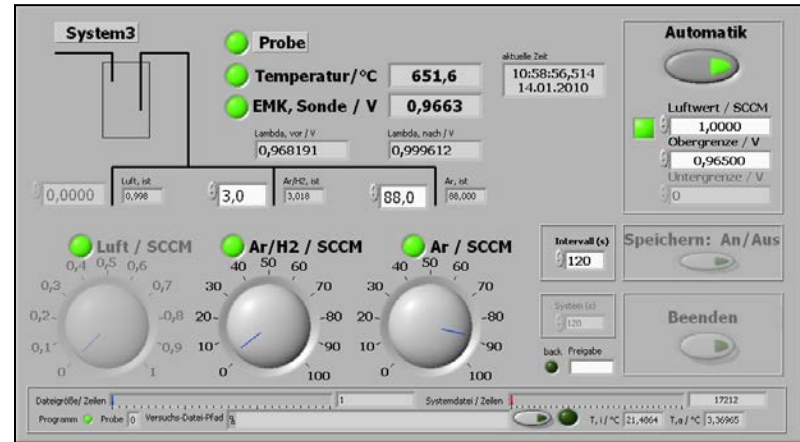 System3
Probe
Temperatur/°C 651,6
EMK, Sonde / V 0,9663
Lambda, vor / V Lambda, nach / V
0,968191 0,999612
aktuelle Zeit
10:58:56,514
14.01.2010
Automatik
Luftwert / SCCM
1,0000
Obergrenze / V
0,96500
Untergrenze / V
0
Luft, ist Ar/H2, ist Ar, ist
0,0000 0,998 3,0 3,018 88,0 88,000
Luft / SCCM
0 0,1 0,2 0,3 0,4 0,5 0,6 0,7 0,8 0,9 1
Ar/H2 / SCCM
0 10 20 30 40 50 60 70 80 90 100
Ar / SCCM
0 10 20 30 40 50 60 70 80 90 100
Intervall (s)
120
System (s)
120
back. Freigabe
Speichern: An/Aus
Beenden
Dateigröße/ Zeilen 1 Systemdatei / Zeilen 17212
Programm Probe 0 Versuchs-Datei-Pfad T,i/°C 21,4064 T,a/°C 3,36965